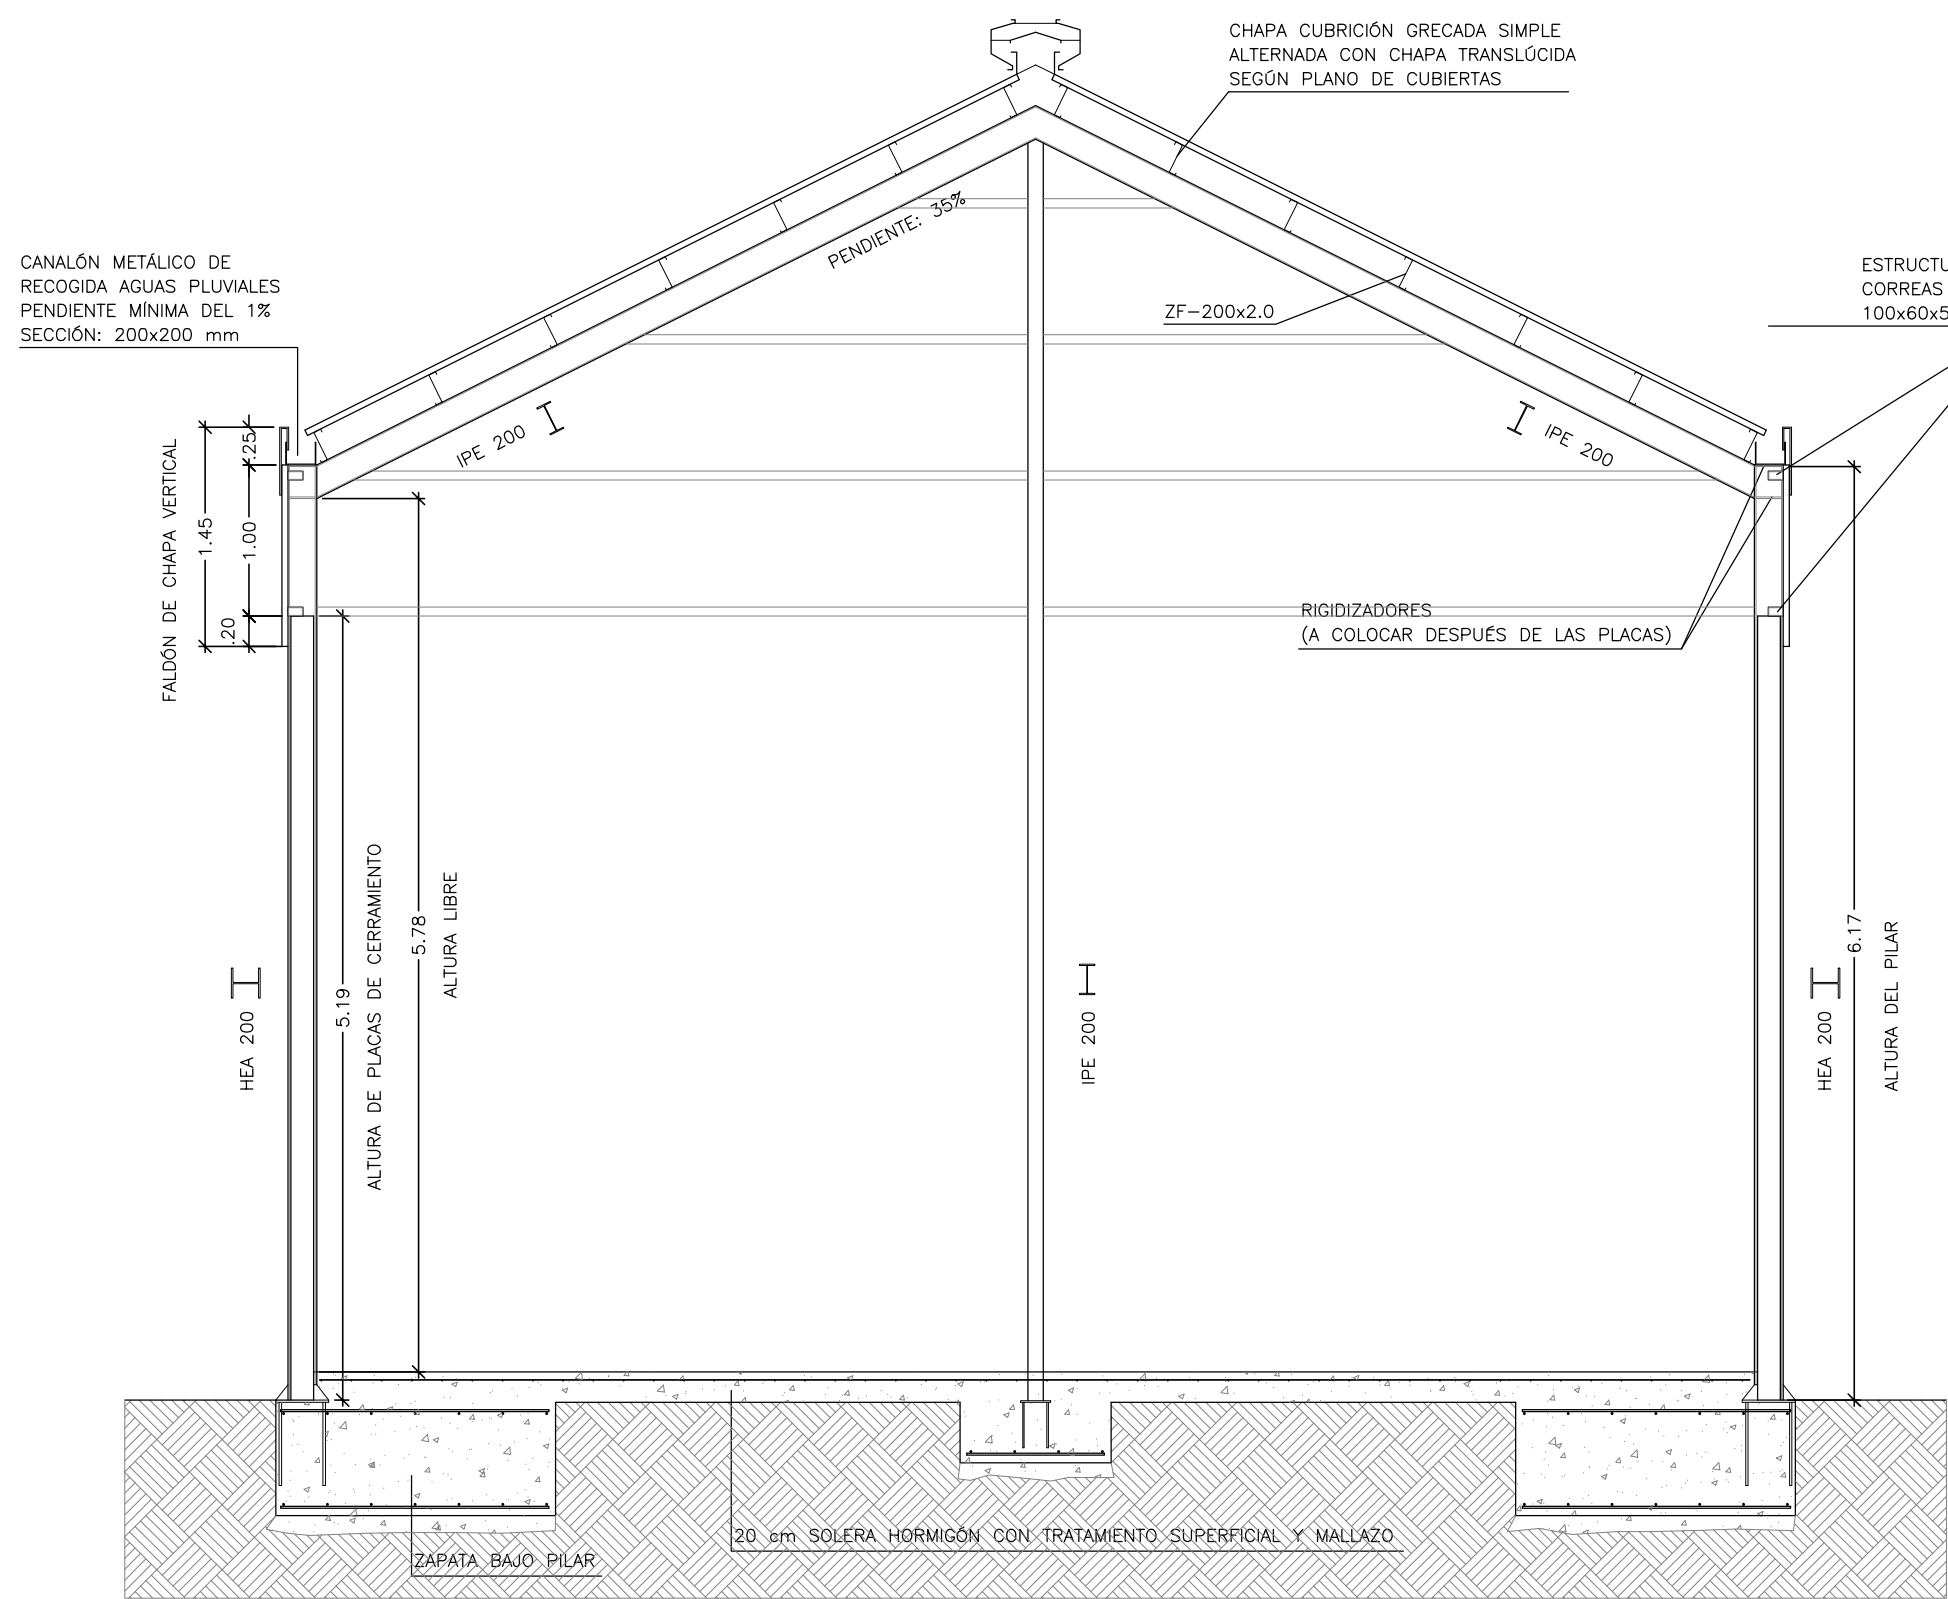 CHAPA CUBRICIÓN GRECADA SIMPLE
ALTERNADA CON CHAPA TRANSLÚCIDA
SEGÚN PLANO DE CUBIERTAS
PENDIENTE: 35%
CANALÓN METÁLICO DE
RECOGIDA AGUAS PLUVIALES
PENDIENTE MÍNIMA DEL 1%
SECCIÓN: 200x200 mm
ESTRUCTU
CORREAS
100x60x5
ZF-200x2.0
IPE 200
IPE 200
FALDÓN DE CHAPA VERTICAL
1.45
.25
1.00
.20
RIGIDIZADORES
(A COLOCAR DESPUÉS DE LAS PLACAS)
HEA 200
5.19
ALTURA DE PLACAS DE CERRAMIENTO
5.78
ALTURA LIBRE
IPE 200
HEA 200
6.17
ALTURA DEL PILAR
20 cm SOLERA HORMIGÓN CON TRATAMIENTO SUPERFICIAL Y MALLAZO
ZAPATA BAJO PILAR